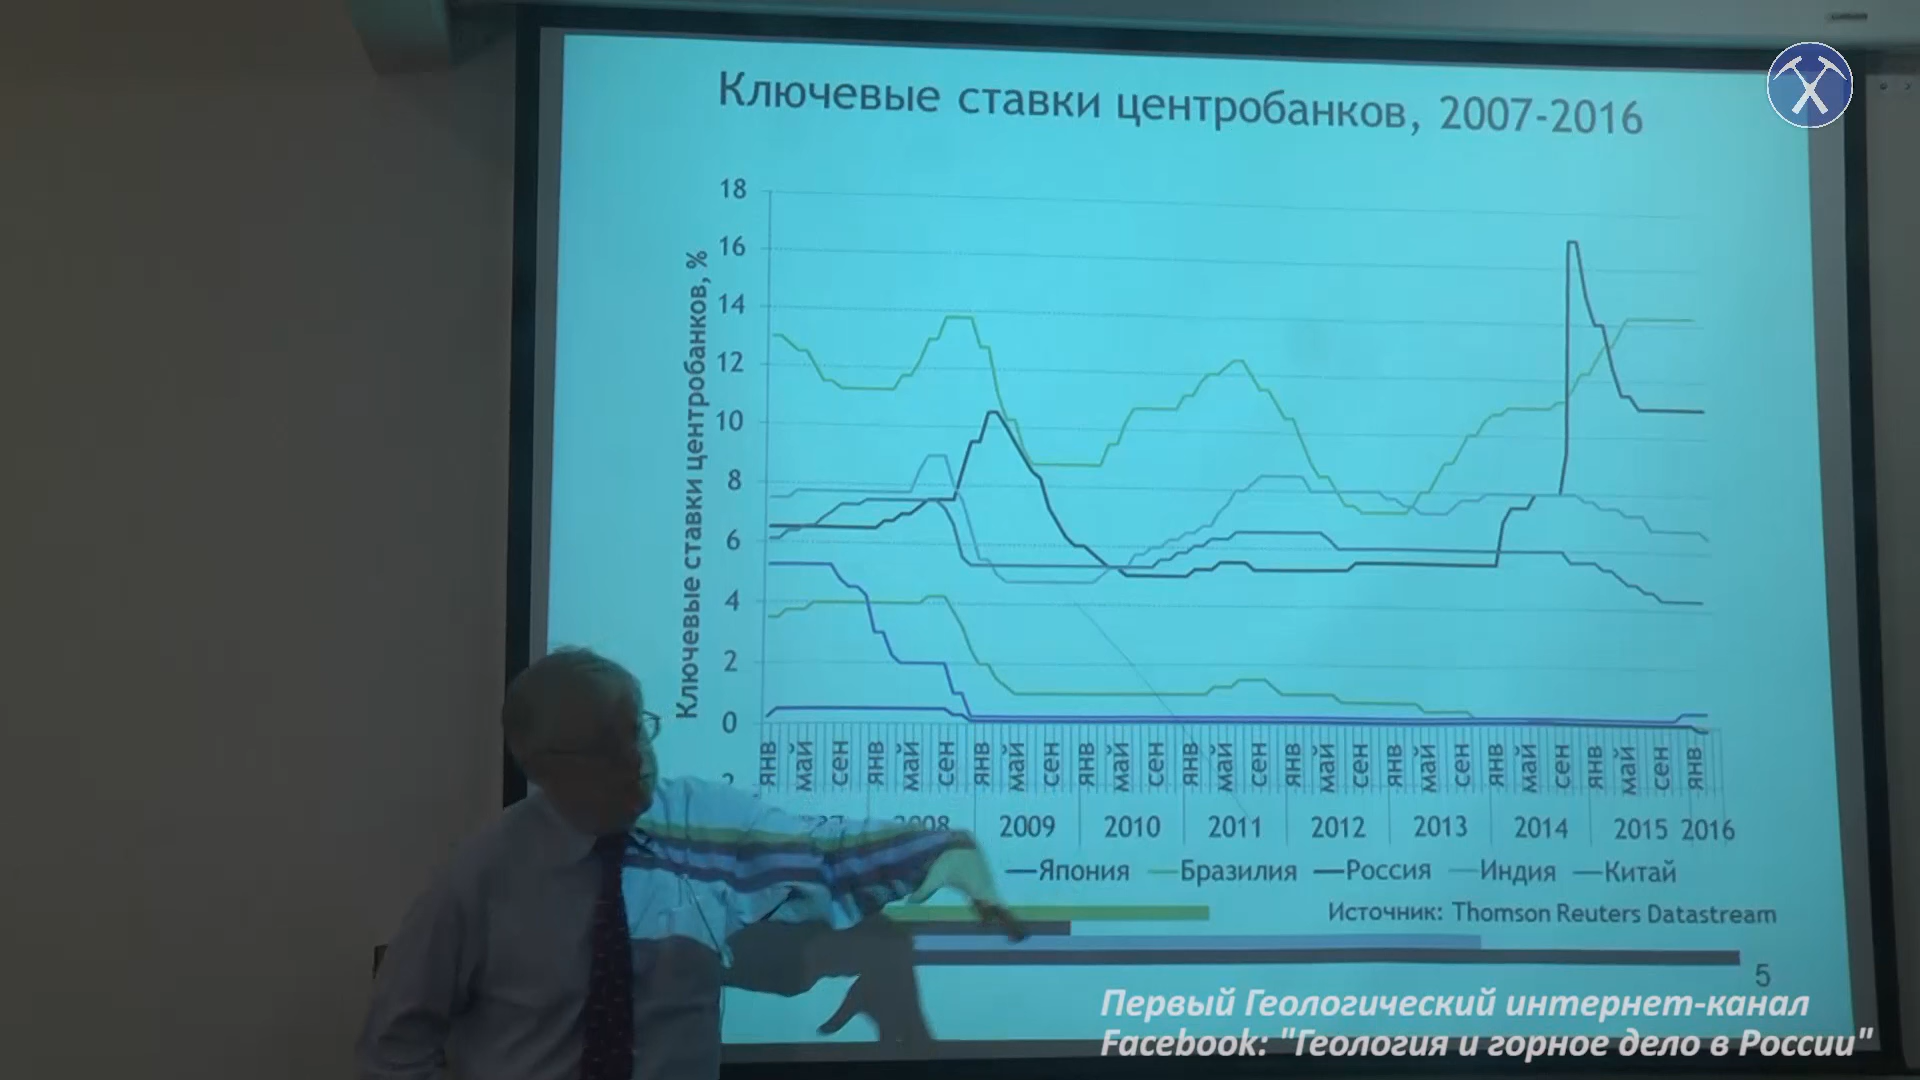 Ключевые ставки центробанков, 2007-2016
Ключевые ставки центробанков, %
18
16
14
12
10
8
6
4
2
0
янв май сен янв май сен янв май сен янв май сен янв май сен янв май сен янв май сен янв май сен янв май сен янв
2008 2009 2010 2011 2012 2013 2014 2015 2016
Япония Бразилия Россия Индия Китай
Источник: Thomson Reuters Datastream
5
Первый Геологический интернет-канал
Facebook: "Геология и горное дело в России"